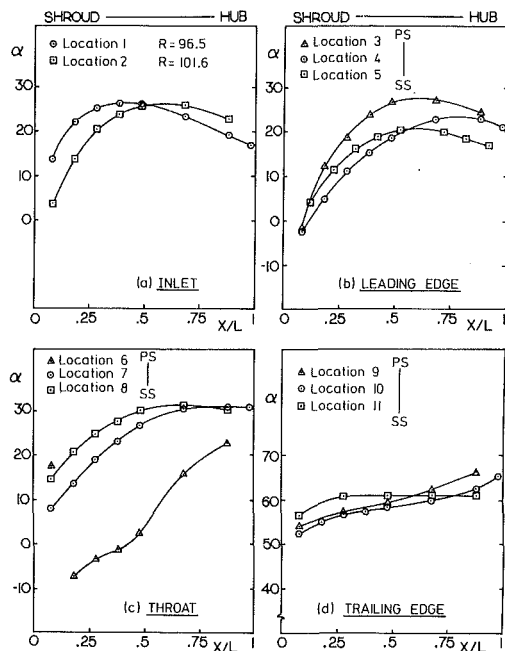 SHROUD HUB
α
Location 1 R=96.5
Location 2 R=101.6
30
20
10
0
(a) INLET
0 .25 .5 .75 X/L 1
SHROUD HUB
α
Location 3 PS
Location 4
Location 5 SS
30
20
10
0
-10
(b) LEADING EDGE
0 .25 .5 .75 X/L 1
α
Location 6 PS
Location 7
Location 8 SS
30
20
10
0
-10
(c) THROAT
0 .25 .5 .75 X/L 1
α
Location 9 PS
Location 10
Location 11 SS
70
60
50
40
(d) TRAILING EDGE
0 .25 .5 .75 X/L 1